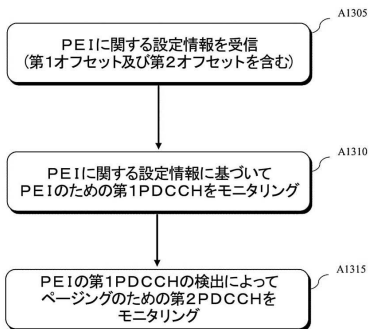 A1305
PEIに関する設定情報を受信
(第1オフセット及び第2オフセットを含む)
A1310
PEIに関する設定情報に基づいて
PEIのための第1PDCCHをモニタリング
A1315
PEIの第1PDCCHの検出によって
ページングのための第2PDCCHを
モニタリング